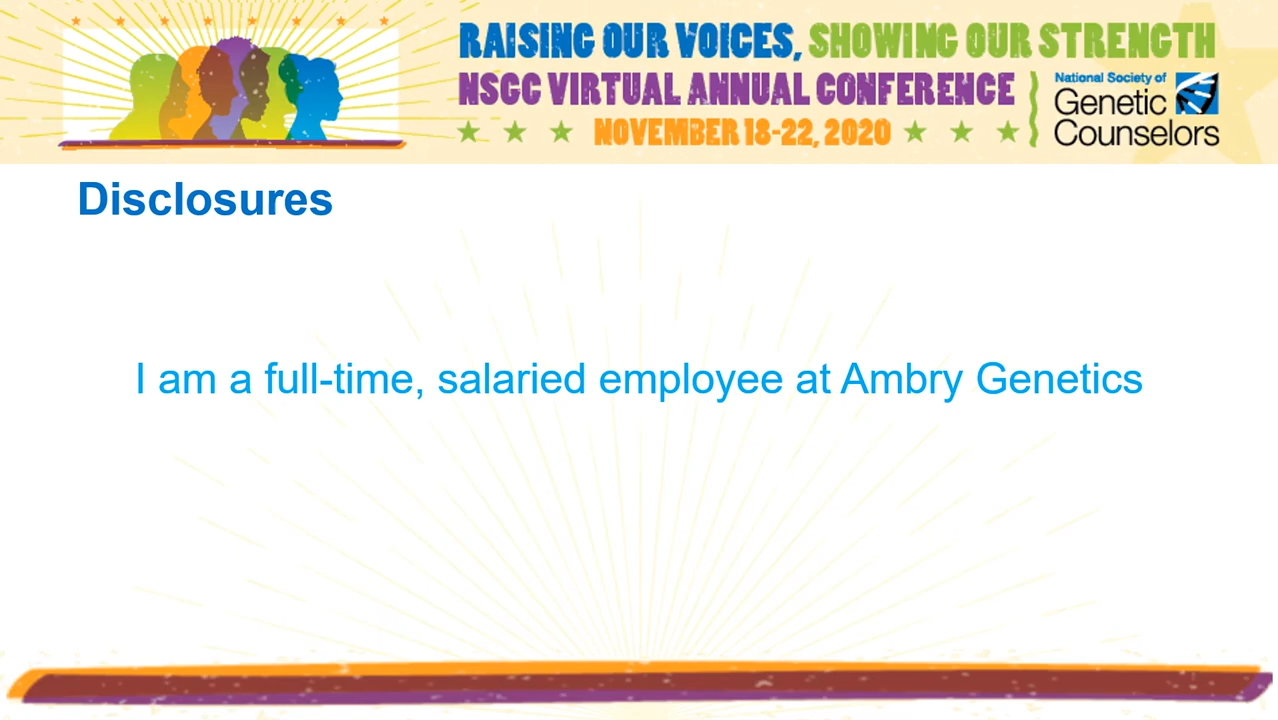 RAISING OUR VOICES, SHOWING OUR STRENGTH
NSGC VIRTUAL ANNUAL CONFERENCE
NOVEMBER 18-22, 2020
National Society of
Genetic
Counselors
Disclosures
I am a full-time, salaried employee at Ambry Genetics